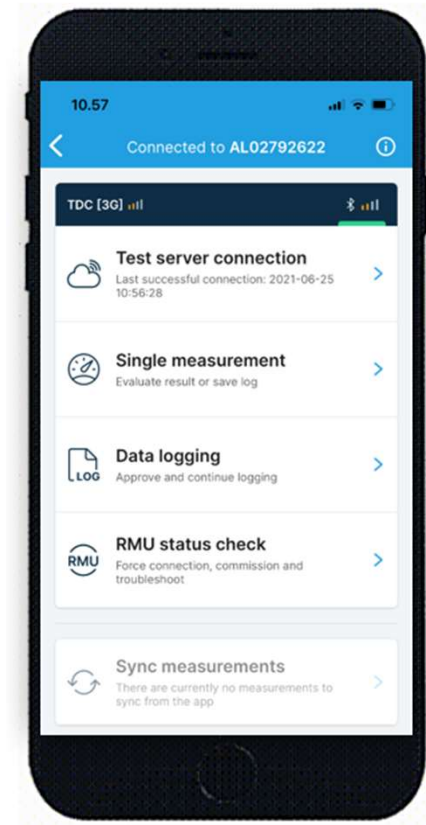 10.57
Connected to AL02792622
TDC [3G]
Test server connection
Last successful connection: 2021-06-25
10:56:28
Single measurement
Evaluate result or save log
LOG
Data logging
Approve and continue logging
RMU
RMU status check
Force connection, commission and
troubleshoot
Sync measurements
There are currently no measurements to
sync from the app